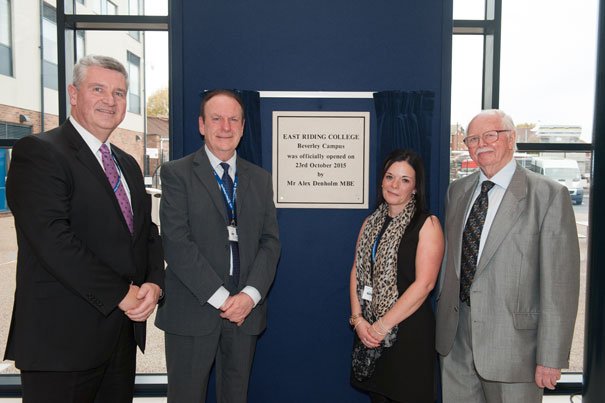 EAST RIDING COLLEGE
Beverley Campus
was officially opened on
23rd October 2015
by
Mr Alex Denholm MBE